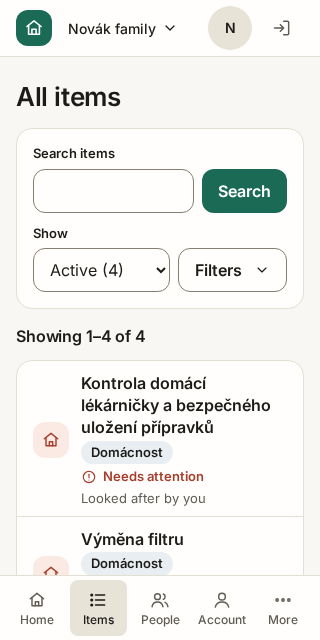 Novák family
N
All items
Search items
Search
Show
Active (4)
Filters
Showing 1–4 of 4
Kontrola domácí
lékárničky a bezpečného
uložení přípravků
Domácnost
Needs attention
Looked after by you
Výměna filtru
Domácnost
Home
Items
People
Account
More